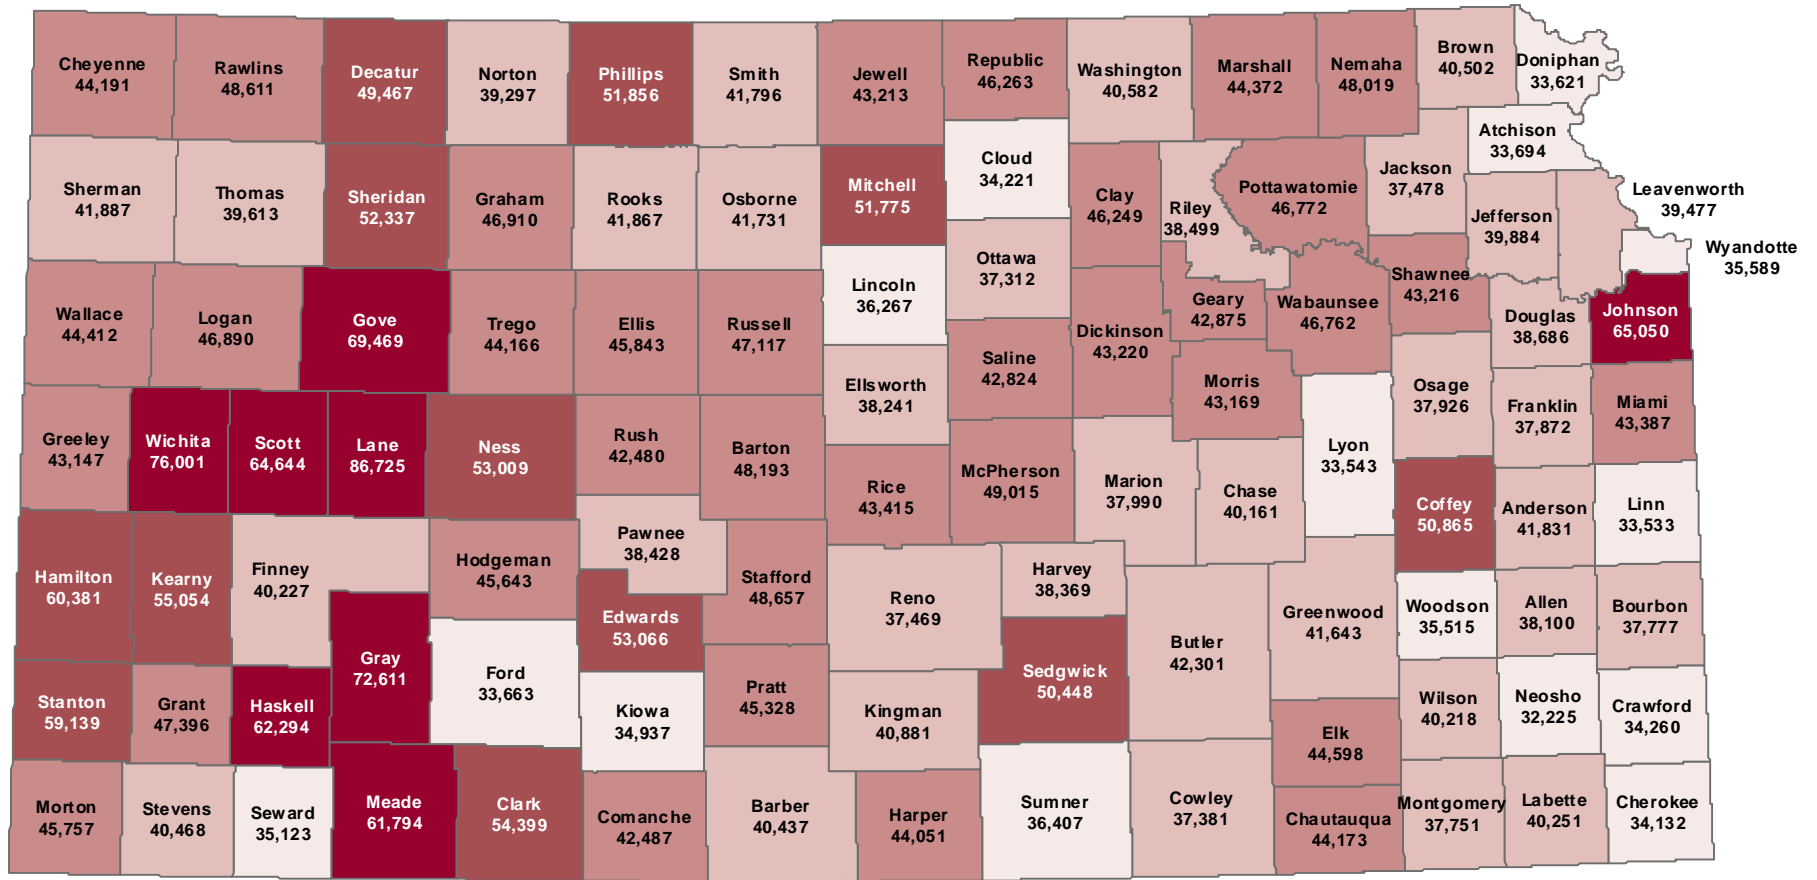 Cheyenne
44,191
Rawlins
48,611
Decatur
49,467
Norton
39,297
Phillips
51,856
Smith
41,796
Jewell
43,213
Republic
46,263
Washington
40,582
Marshall
44,372
Nemaha
48,019
Brown
40,502
Doniphan
33,621
Atchison
33,694
Cloud
34,221
Sherman
41,887
Thomas
39,613
Sheridan
52,337
Graham
46,910
Rooks
41,867
Osborne
41,731
Mitchell
51,775
Clay
46,249
Riley
38,499
Pottawatomie
46,772
Jackson
37,478
Jefferson
39,884
Leavenworth
39,477
Wyandotte
35,589
Lincoln
36,267
Ottawa
37,312
Wallace
44,412
Logan
46,890
Gove
69,469
Trego
44,166
Ellis
45,843
Russell
47,117
Saline
42,824
Dickinson
43,220
Geary
42,875
Wabaunsee
46,762
Shawnee
43,216
Douglas
38,686
Johnson
65,050
Ellsworth
38,241
Morris
43,169
Osage
37,926
Franklin
37,872
Miami
43,387
Greeley
43,147
Wichita
76,001
Scott
64,644
Lane
86,725
Ness
53,009
Rush
42,480
Barton
48,193
Rice
43,415
McPherson
49,015
Marion
37,990
Chase
40,161
Lyon
33,543
Coffey
50,865
Anderson
41,831
Linn
33,533
Hamilton
60,381
Kearny
55,054
Finney
40,227
Hodgeman
45,643
Pawnee
38,428
Edwards
53,066
Stafford
48,657
Reno
37,469
Harvey
38,369
Greenwood
41,643
Woodson
35,515
Allen
38,100
Bourbon
37,777
Gray
72,611
Ford
33,663
Butler
42,301
Sedgwick
50,448
Stanton
59,139
Grant
47,396
Haskell
62,294
Kiowa
34,937
Pratt
45,328
Kingman
40,881
Elk
44,598
Wilson
40,218
Neosho
32,225
Crawford
34,260
Morton
45,757
Stevens
40,468
Seward
35,123
Meade
61,794
Clark
54,399
Comanche
42,487
Barber
40,437
Harper
44,051
Sumner
36,407
Cowley
37,381
Chautauqua
44,173
Montgomery
37,751
Labette
40,251
Cherokee
34,132